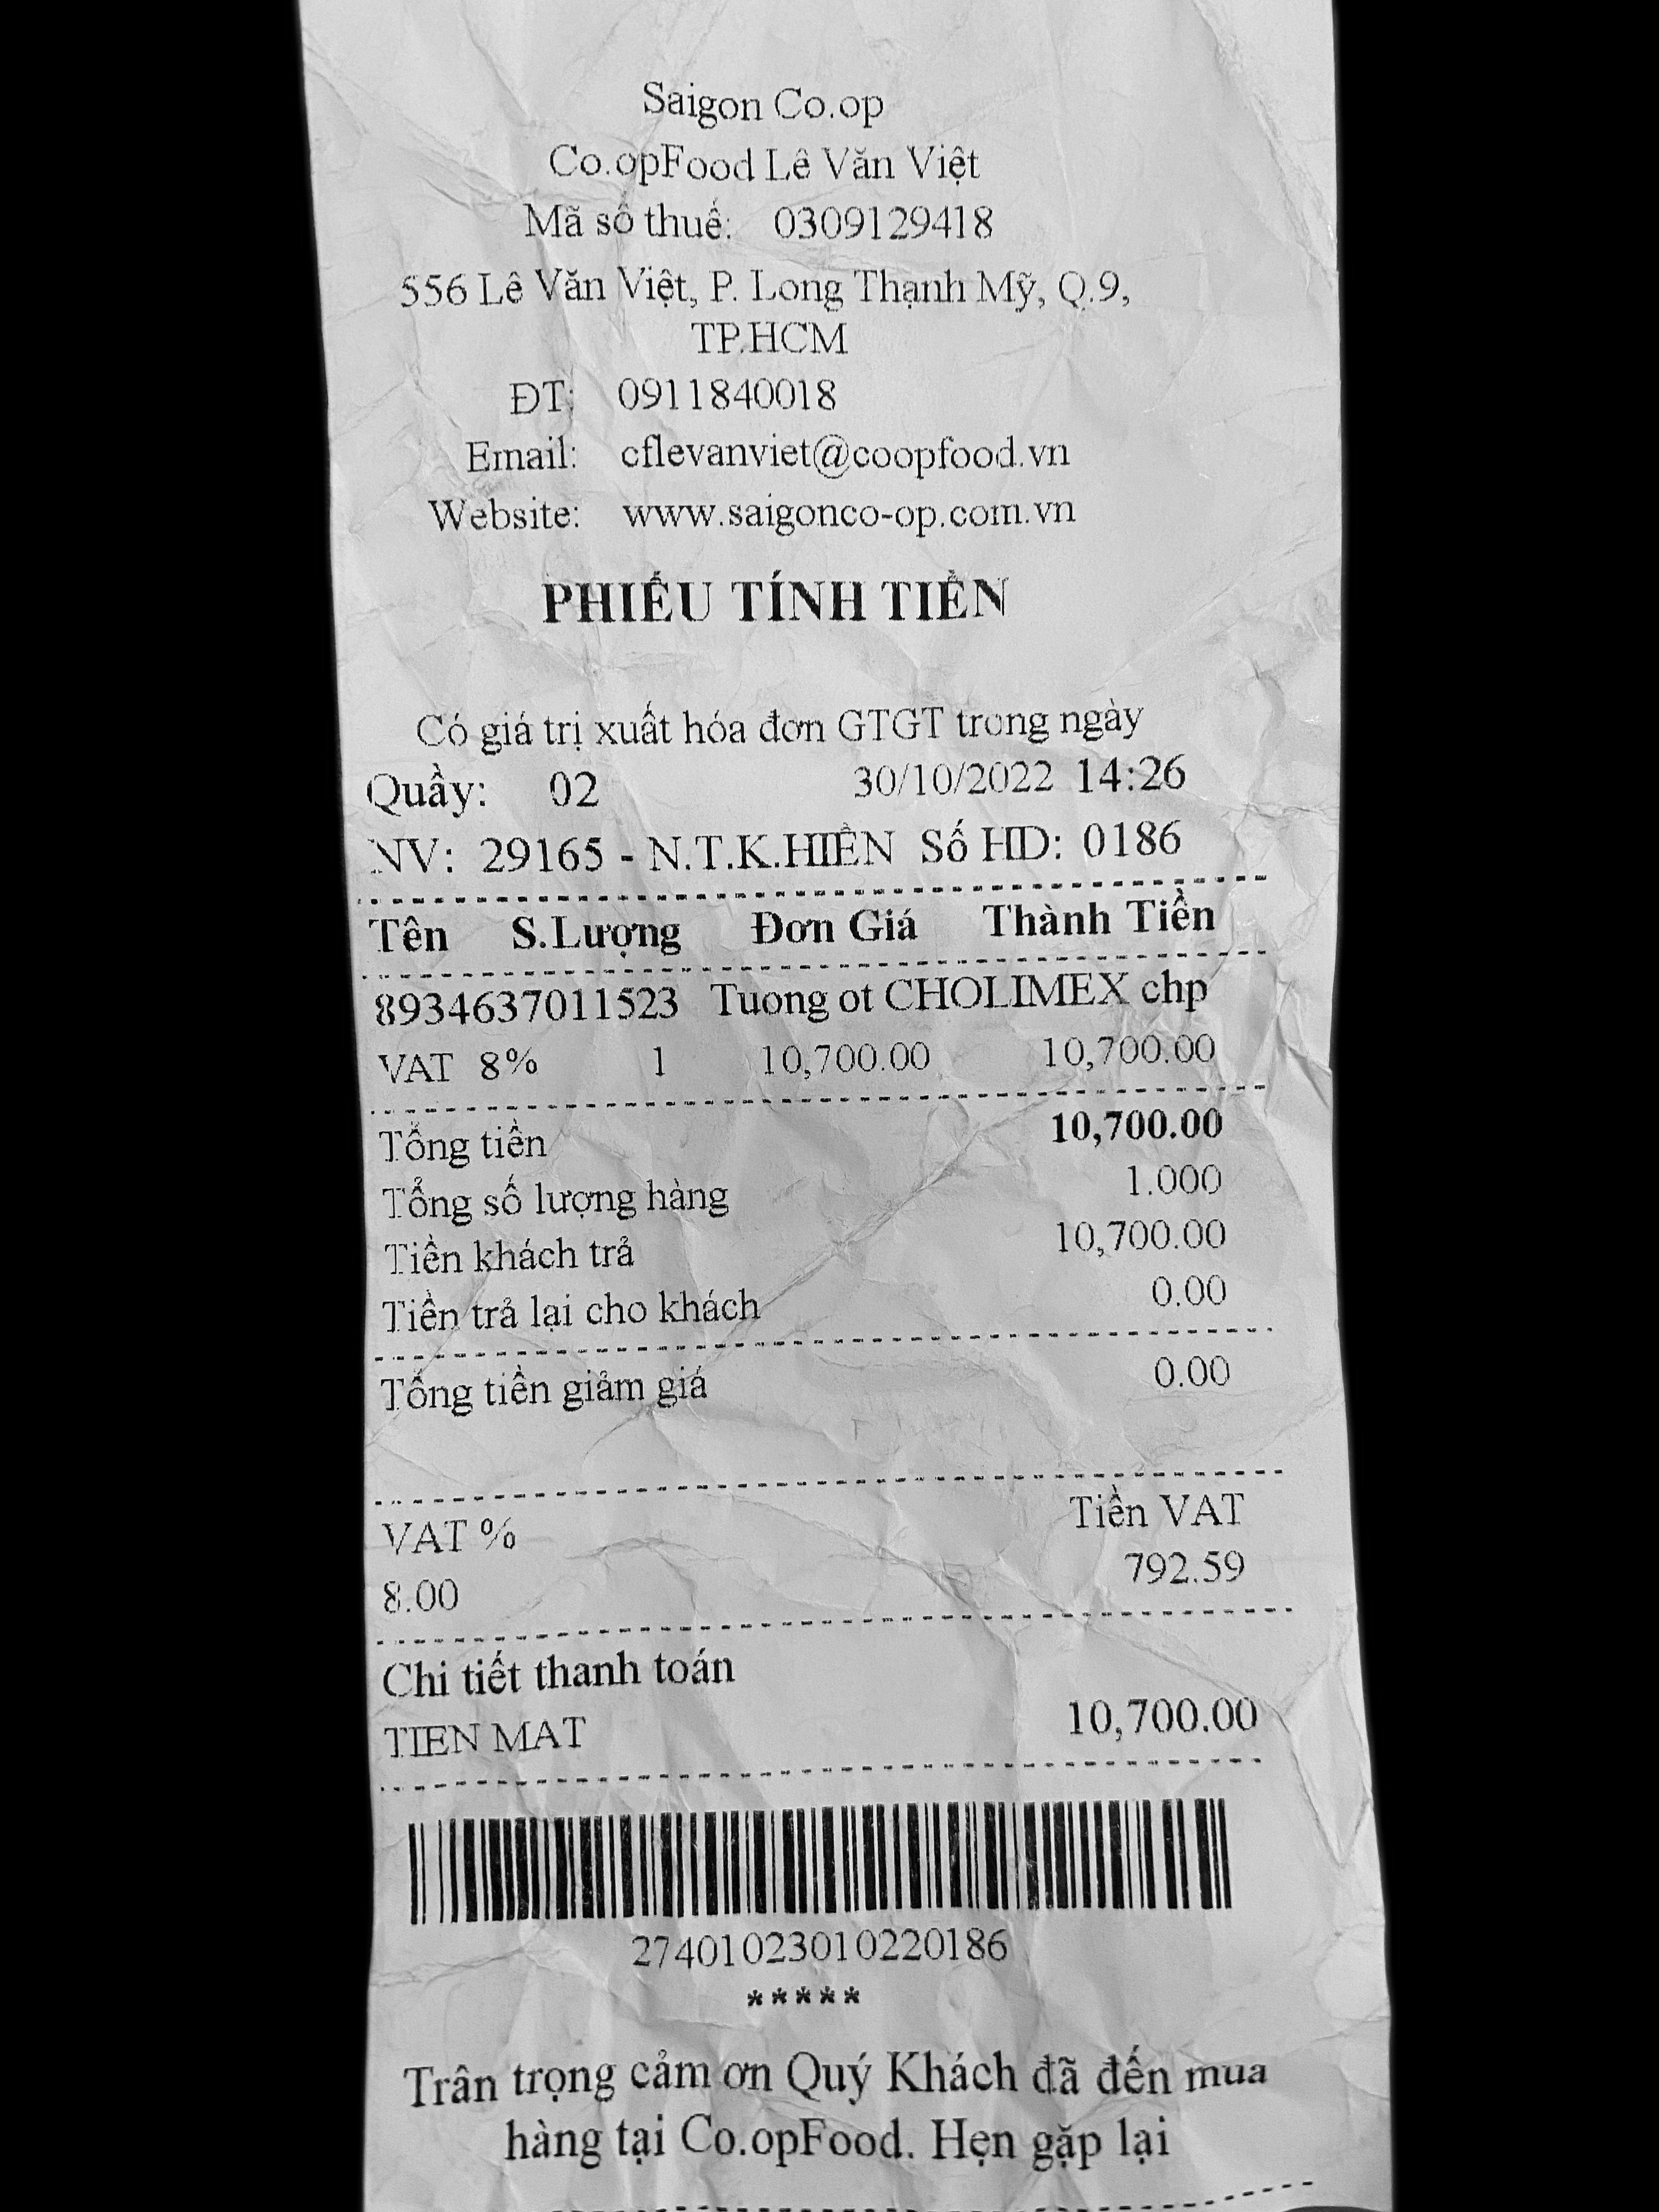 Saigon Co.op
Co.opFood Lê Văn Việt
Mã số thuế: 0309129418
556 Lê Văn Việt, P. Long Thạnh Mỹ, Q.9,
TP.HCM
ĐT: 0911840018
Email: cflevanviet@coopfood.vn
Website: www.saigonco-op.com.vn
PHIẾU TÍNH TIỀN
Có giá trị xuất hóa đơn GTGT trong ngày
Quầy: 02 30/10/2022 14:26
NV: 29165 - N.T.K.HIỀN Số HD: 0186
Tên S.Lượng Đơn Giá Thành Tiền
8934637011523 Tuong ot CHOLIMEX chp
VAT 8% 1 10,700.00 10,700.00
Tổng tiền 10,700.00
Tổng số lượng hàng 1.000
Tiền khách trả 10,700.00
Tiền trả lại cho khách 0.00
Tổng tiền giảm giá 0.00
VAT % Tiền VAT
8.00 792.59
Chi tiết thanh toán
TIEN MAT 10,700.00
27401023010220186
*****
Trân trọng cảm ơn Quý Khách đã đến mua
hàng tại Co.opFood. Hẹn gặp lại